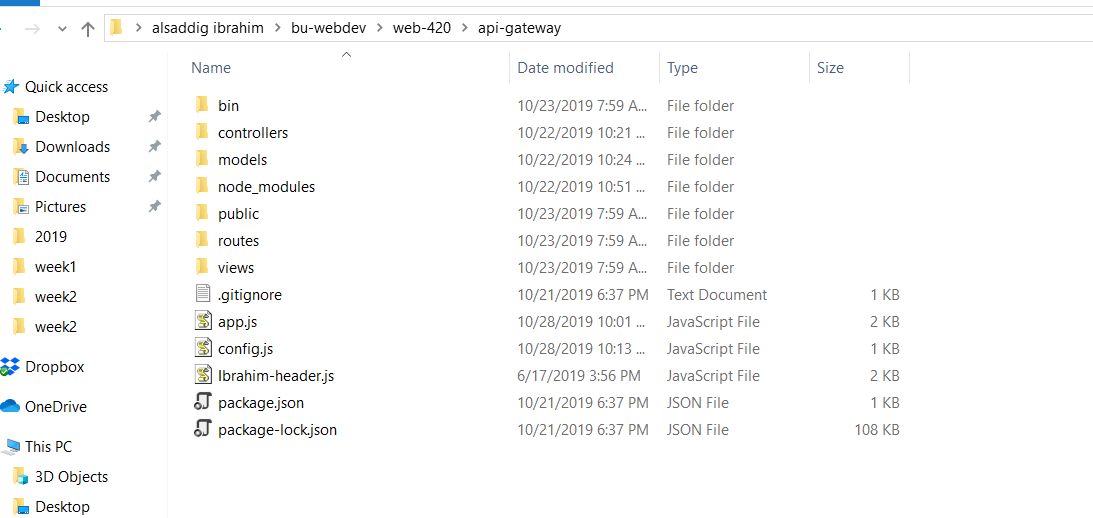 alsaddig ibrahim > bu-webdev > web-420 > api-gateway
Name Date modified Type Size
Quick access
Desktop
Downloads
Documents
Pictures
2019
week1
week2
week2
Dropbox
OneDrive
This PC
3D Objects
Desktop
bin 10/23/2019 7:59 A... File folder
controllers 10/22/2019 10:21 ... File folder
models 10/22/2019 10:24 ... File folder
node_modules 10/22/2019 10:51 ... File folder
public 10/23/2019 7:59 A... File folder
routes 10/23/2019 7:59 A... File folder
views 10/23/2019 7:59 A... File folder
.gitignore 10/21/2019 6:37 PM Text Document 1 KB
app.js 10/28/2019 10:01 ... JavaScript File 2 KB
config.js 10/28/2019 10:13 ... JavaScript File 1 KB
Ibrahim-header.js 6/17/2019 3:56 PM JavaScript File 2 KB
package.json 10/21/2019 6:37 PM JSON File 1 KB
package-lock.json 10/21/2019 6:37 PM JSON File 108 KB